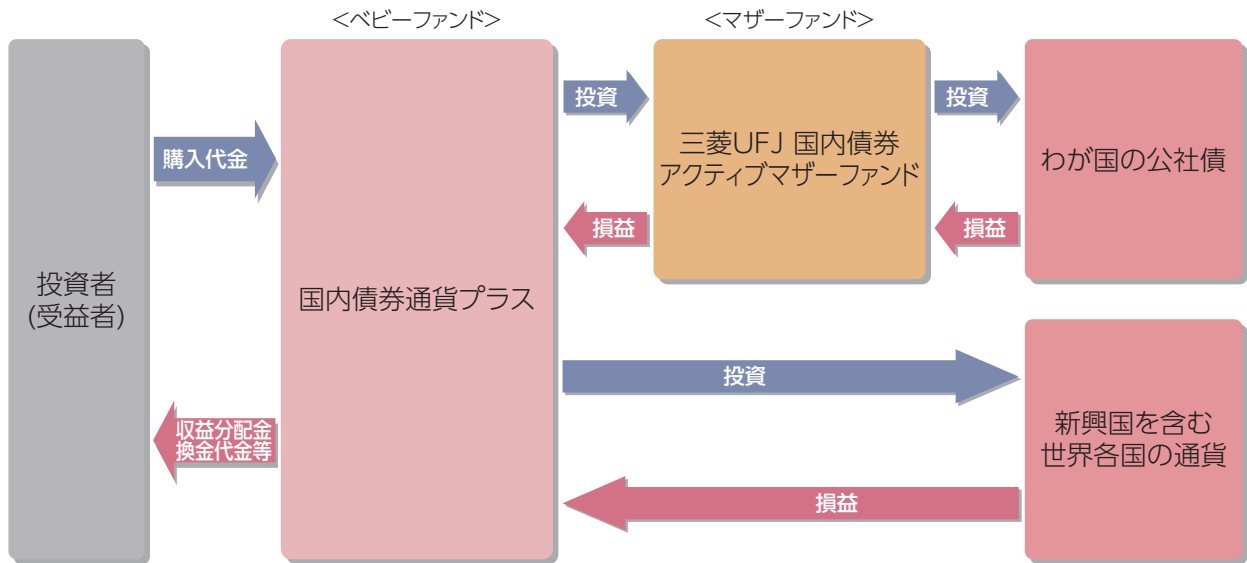 <ベビーファンド>
<マザーファンド>
投資者
(受益者)
購入代金
収益分配金
換金代金等
国内債券通貨プラス
投資
損益
三菱UFJ 国内債券
アクティブマザーファンド
投資
損益
わが国の公社債
投資
損益
新興国を含む
世界各国の通貨